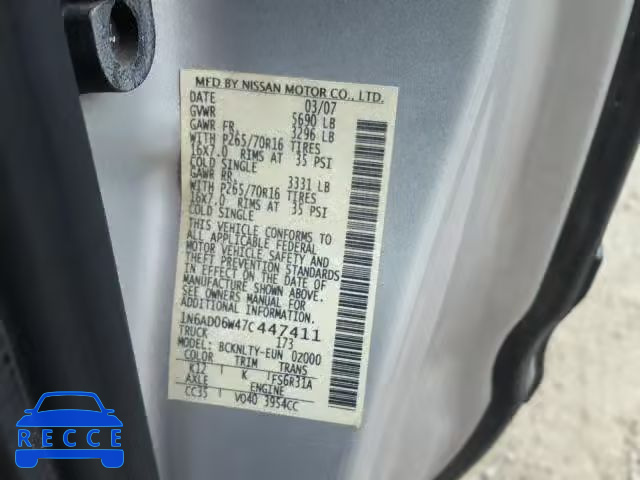 MFD BY NISSAN MOTOR CO., LTD.
DATE 03/07
GVWR 5690 LB
GAWR FR. 3296 LB
WITH P265/70R16 TIRES
16X7.0 RIMS AT 35 PSI
COLD SINGLE
GAWR RR. 3331 LB
WITH P265/70R16 TIRES
16X7.0 RIMS AT 35 PSI
COLD SINGLE
THIS VEHICLE CONFORMS TO
ALL APPLICABLE FEDERAL
MOTOR VEHICLE SAFETY AND
THEFT PREVENTION STANDARDS
IN EFFECT ON THE DATE OF
MANUFACTURE SHOWN ABOVE.
SEE OWNERS MANUAL FOR
ADDITIONAL INFORMATION
1N6AD06W47C447411
TRUCK 173
MODEL: BCKNLTY-EUN 02000
COLOR TRIM TRANS
K12 K FS6R31A
AXLE ENGINE
CC35 VQ40 3954CC
RECCE